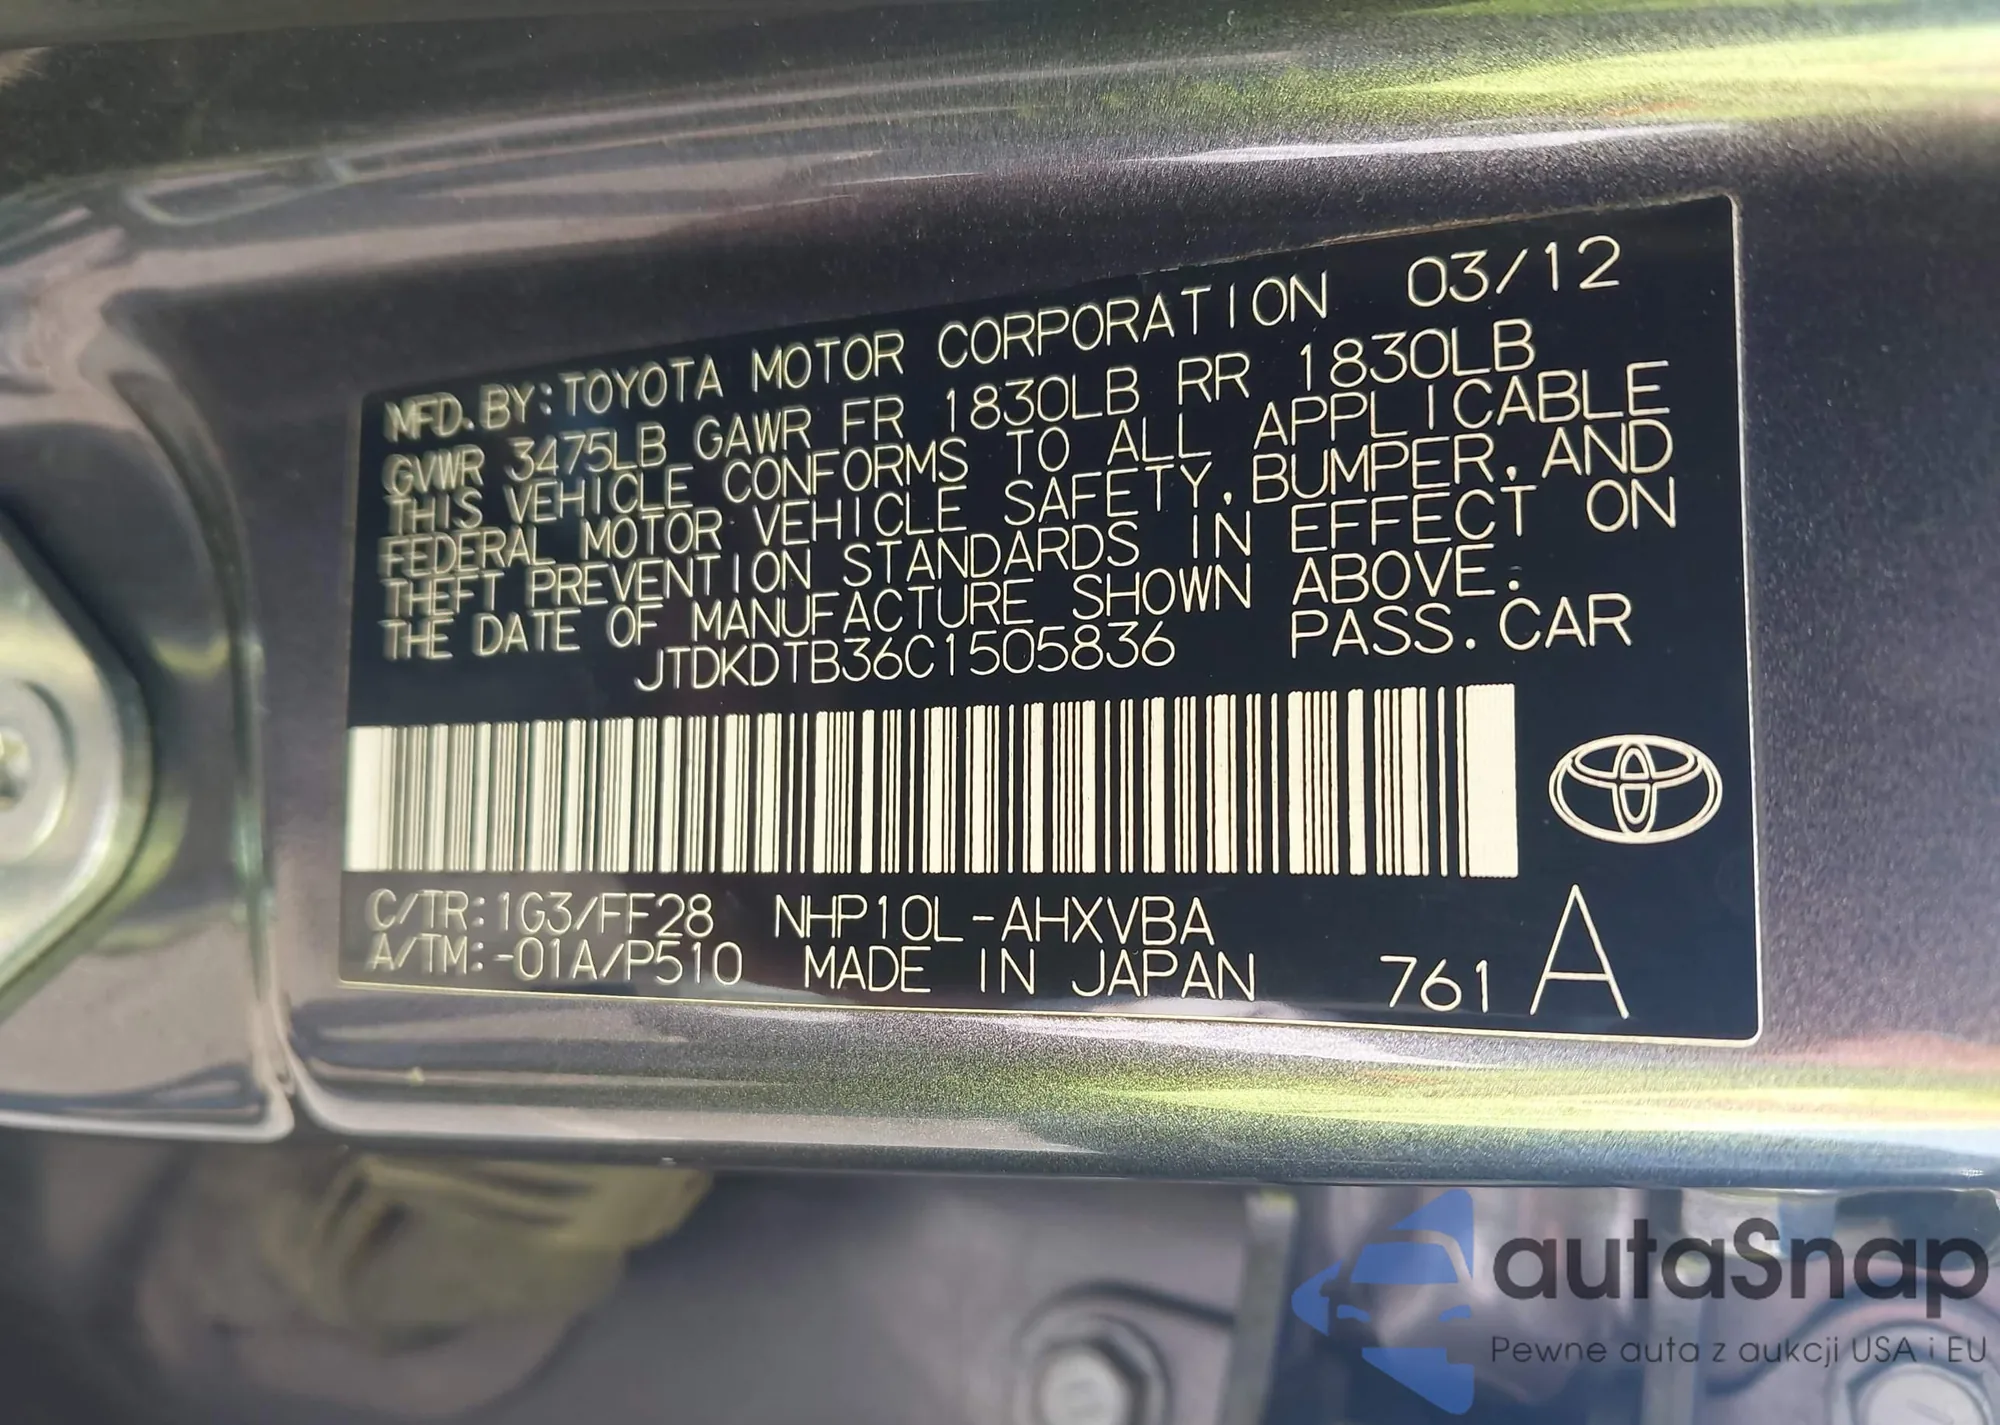 MFD. BY: TOYOTA MOTOR CORPORATION 03/12
GVWR 3475LB GAWR FR 1830LB RR 1830LB
THIS VEHICLE CONFORMS TO ALL APPLICABLE
FEDERAL MOTOR VEHICLE SAFETY, BUMPER, AND
THEFT PREVENTION STANDARDS IN EFFECT ON
THE DATE OF MANUFACTURE SHOWN ABOVE.
JTDKDTB36C1505836 PASS. CAR
C/TR: 1G3/FF28 NHP10L-AHXVBA
A/TM: -01A/P510 MADE IN JAPAN 761 A
autaSnap
Pewne auta z aukcji USA i EU